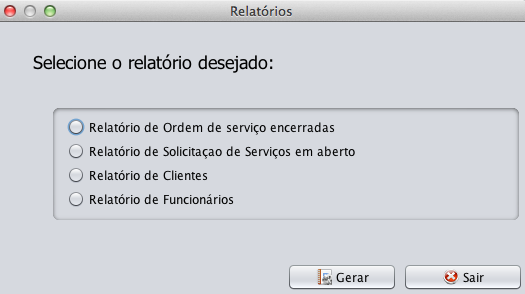 Relatórios
Selecione o relatório desejado:
Relatório de Ordem de serviço encerradas
Relatório de Solicitaçao de Serviços em aberto
Relatório de Clientes
Relatório de Funcionários
Gerar
Sair